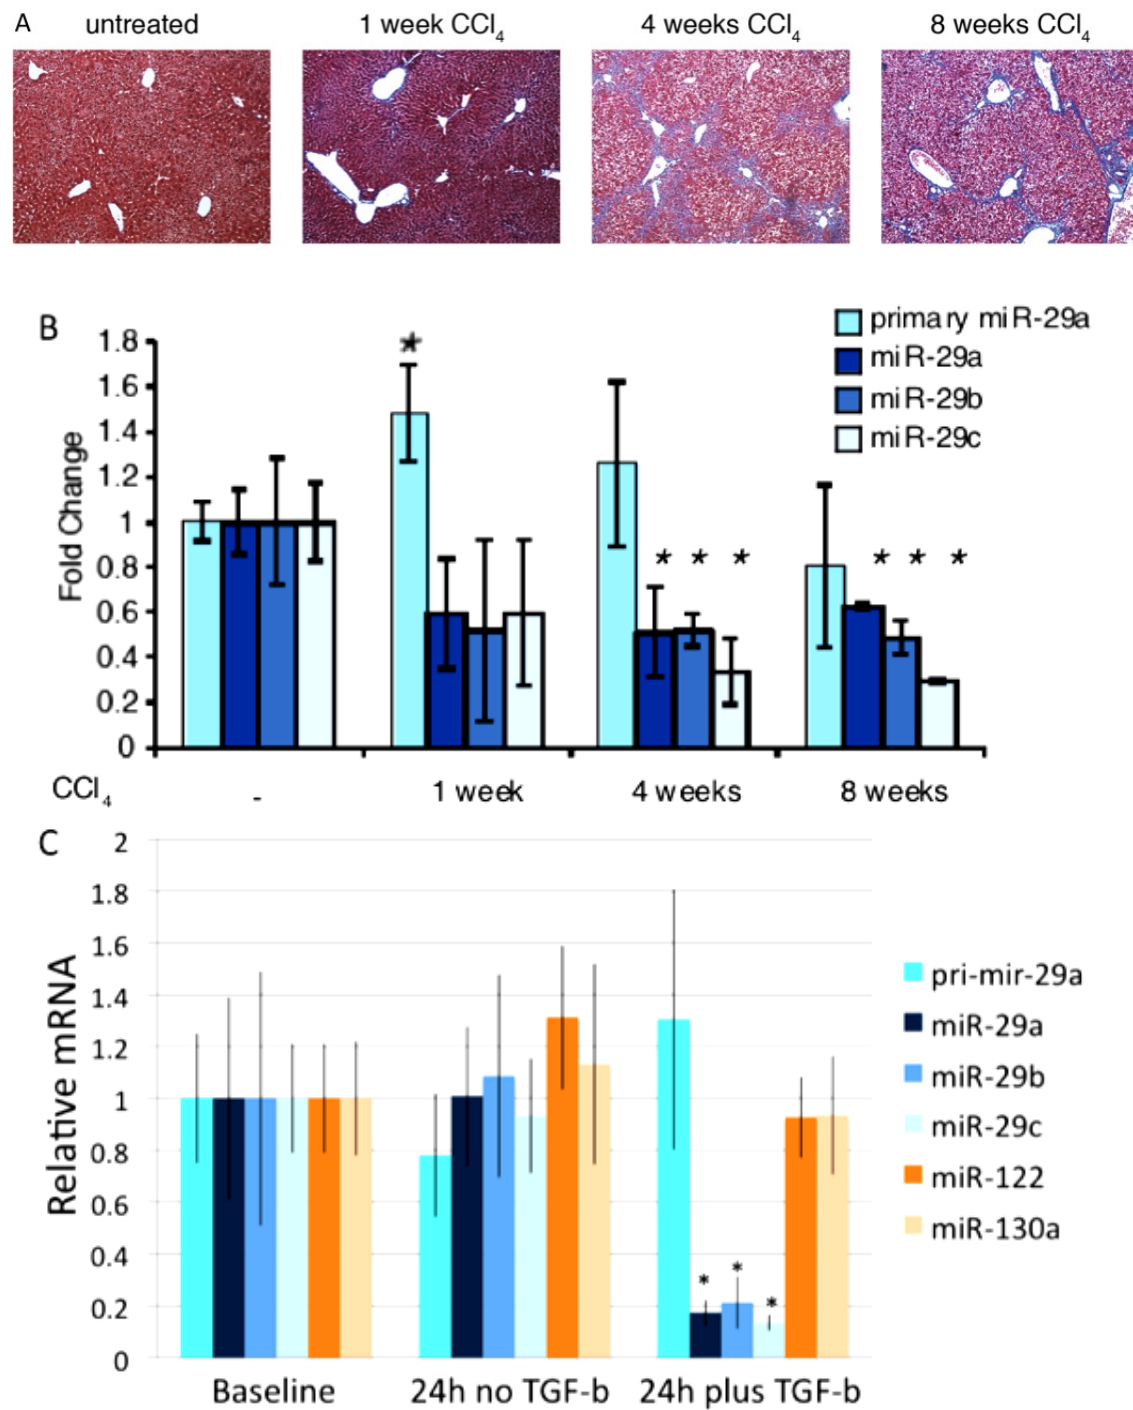 A
untreated
1 week CCl4
4 weeks CCl4
8 weeks CCl4
B
primary miR-29a
miR-29a
miR-29b
miR-29c
*
* * *
* * *
Fold Change
1.8
1.6
1.4
1.2
1
0.8
0.6
0.4
0.2
0
CCl4
-
1 week
4 weeks
8 weeks
C
Relative mRNA
2
1.8
1.6
1.4
1.2
1
0.8
0.6
0.4
0.2
0
* * *
pri-mir-29a
miR-29a
miR-29b
miR-29c
miR-122
miR-130a
Baseline
24h no TGF-b
24h plus TGF-b